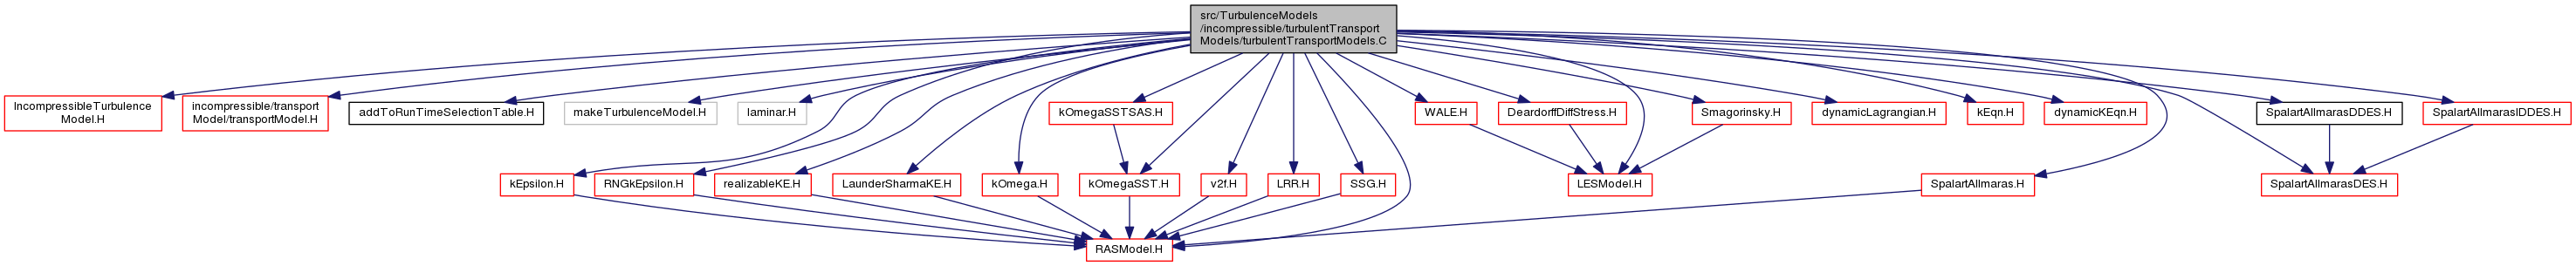 src/TurbulenceModels
/incompressible/turbulentTransport
Models/turbulentTransportModels.C
IncompressibleTurbulence
Model.H
incompressible/transport
Model/transportModel.H
addToRunTimeSelectionTable.H
makeTurbulenceModel.H
laminar.H
kOmegaSSTSAS.H
WALE.H
DeardorffDiffStress.H
Smagorinsky.H
dynamicLagrangian.H
kEqn.H
dynamicKEqn.H
SpalartAllmarasDDES.H
SpalartAllmarasIDDES.H
kEpsilon.H
RNGkEpsilon.H
realizableKE.H
LaunderSharmaKE.H
kOmega.H
kOmegaSST.H
v2f.H
LRR.H
SSG.H
LESModel.H
SpalartAllmaras.H
SpalartAllmarasDES.H
RASModel.H